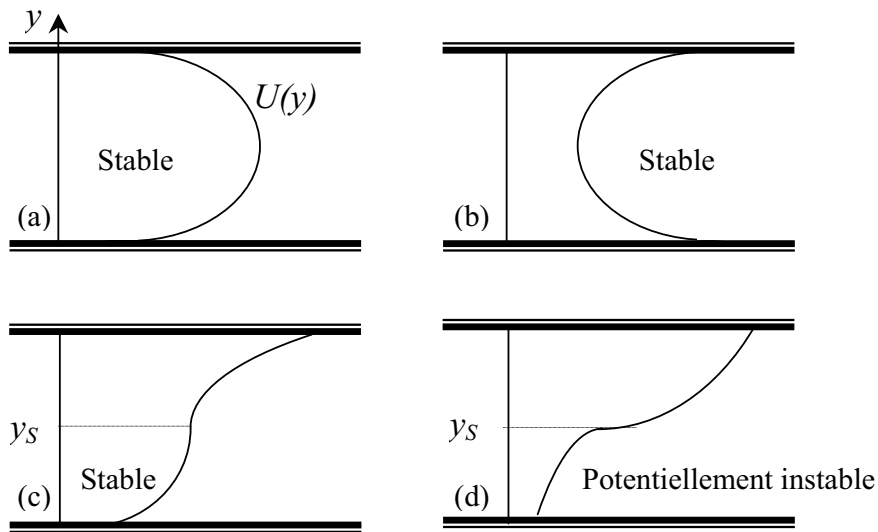 y
U(y)
Stable
Stable
(a)
(b)
y_S
y_S
Stable
Potentiellement instable
(c)
(d)